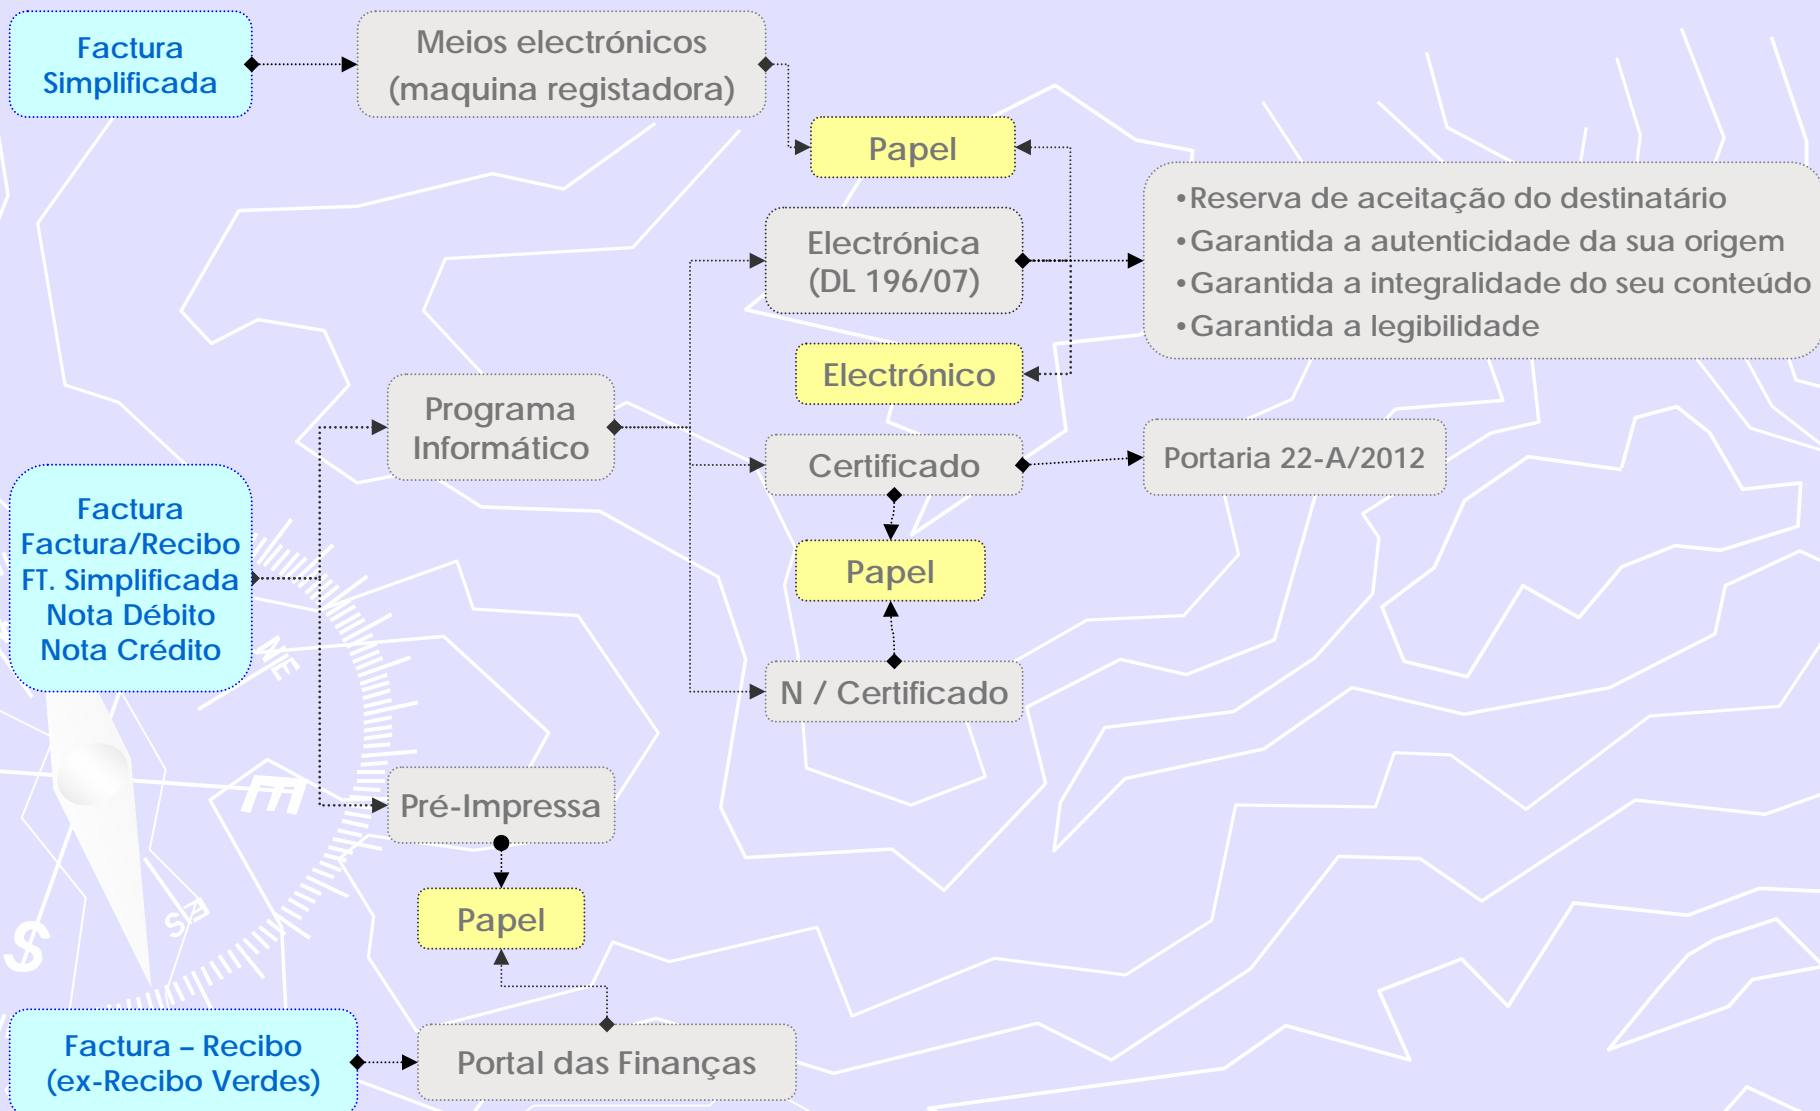 Factura
Simplificada
Meios electrónicos
(maquina registadora)
Papel
Electrónica
(DL 196/07)
•Reserva de aceitação do destinatário
•Garantida a autenticidade da sua origem
•Garantida a integralidade do seu conteúdo
•Garantida a legibilidade
Electrónico
Programa
Informático
Certificado
Portaria 22-A/2012
Factura
Factura/Recibo
FT. Simplificada
Nota Débito
Nota Crédito
Papel
N / Certificado
NE
E
Pré-Impressa
Papel
SE
S
Factura – Recibo
(ex-Recibo Verdes)
Portal das Finanças